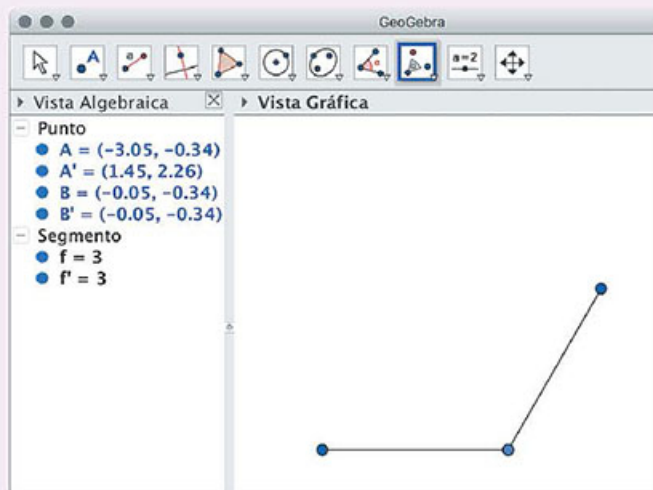 GeoGebra
A
a
α
a=2
Vista Algebraica
Vista Gráfica
Punto
A = (-3.05, -0.34)
A' = (1.45, 2.26)
B = (-0.05, -0.34)
B' = (-0.05, -0.34)
Segmento
f = 3
f' = 3